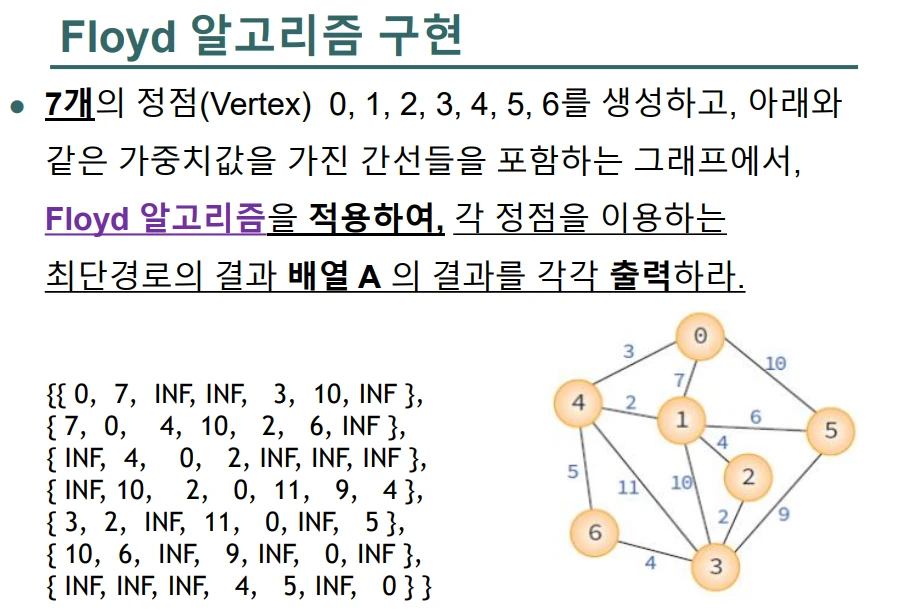 Floyd 알고리즘 구현
● 7개의 정점(Vertex) 0, 1, 2, 3, 4, 5, 6를 생성하고, 아래와
같은 가중치값을 가진 간선들을 포함하는 그래프에서,
Floyd 알고리즘을 적용하여, 각 정점을 이용하는
최단경로의 결과 배열 A 의 결과를 각각 출력하라.
{{ 0, 7, INF, INF, 3, 10, INF },
{ 7, 0, 4, 10, 2, 6, INF },
{ INF, 4, 0, 2, INF, INF, INF },
{ INF, 10, 2, 0, 11, 9, 4 },
{ 3, 2, INF, 11, 0, INF, 5 },
{ 10, 6, INF, 9, INF, 0, INF },
{ INF, INF, INF, 4, 5, INF, 0 } }
0
3
10
7
4
2
1
6
5
4
2
5
11
10
2
9
6
4
3